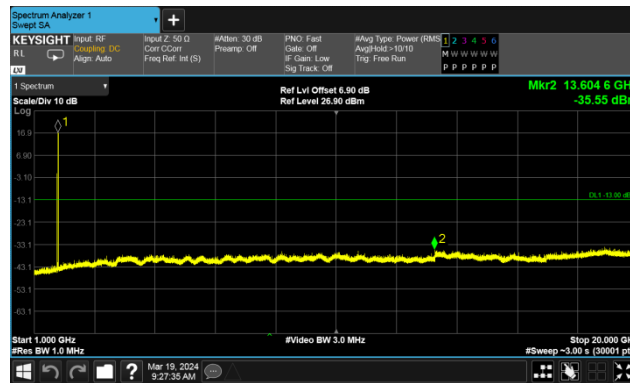 Spectrum Analyzer 1
Swept SA
+
KEYSIGHT
RL
LXI
Input: RF
Coupling: DC
Align: Auto
Input Z: 50 Ω
Corr CCorr
Freq Ref: Int (S)
#Atten: 30 dB
Preamp: Off
PNO: Fast
Gate: Off
IF Gain: Low
Sig Track: Off
#Avg Type: Power (RMS
Avg|Hold:>10/10
Trig: Free Run
1 2 3 4 5 6
M W W W W W
P P P P P P
1 Spectrum
Scale/Div 10 dB
Ref Lvl Offset 6.90 dB
Ref Level 26.90 dBm
Mkr2 13.604 6 GH
-35.55 dB
Log
16.9
6.90
-3.10
-13.1
-23.1
-33.1
-43.1
-53.1
-63.1
1
2
DL1 -13.00 dB
Start 1.000 GHz
#Res BW 1.0 MHz
#Video BW 3.0 MHz
Stop 20.000 GH
#Sweep ~3.00 s (30001 pt
?
Mar 19, 2024
9:27:35 AM